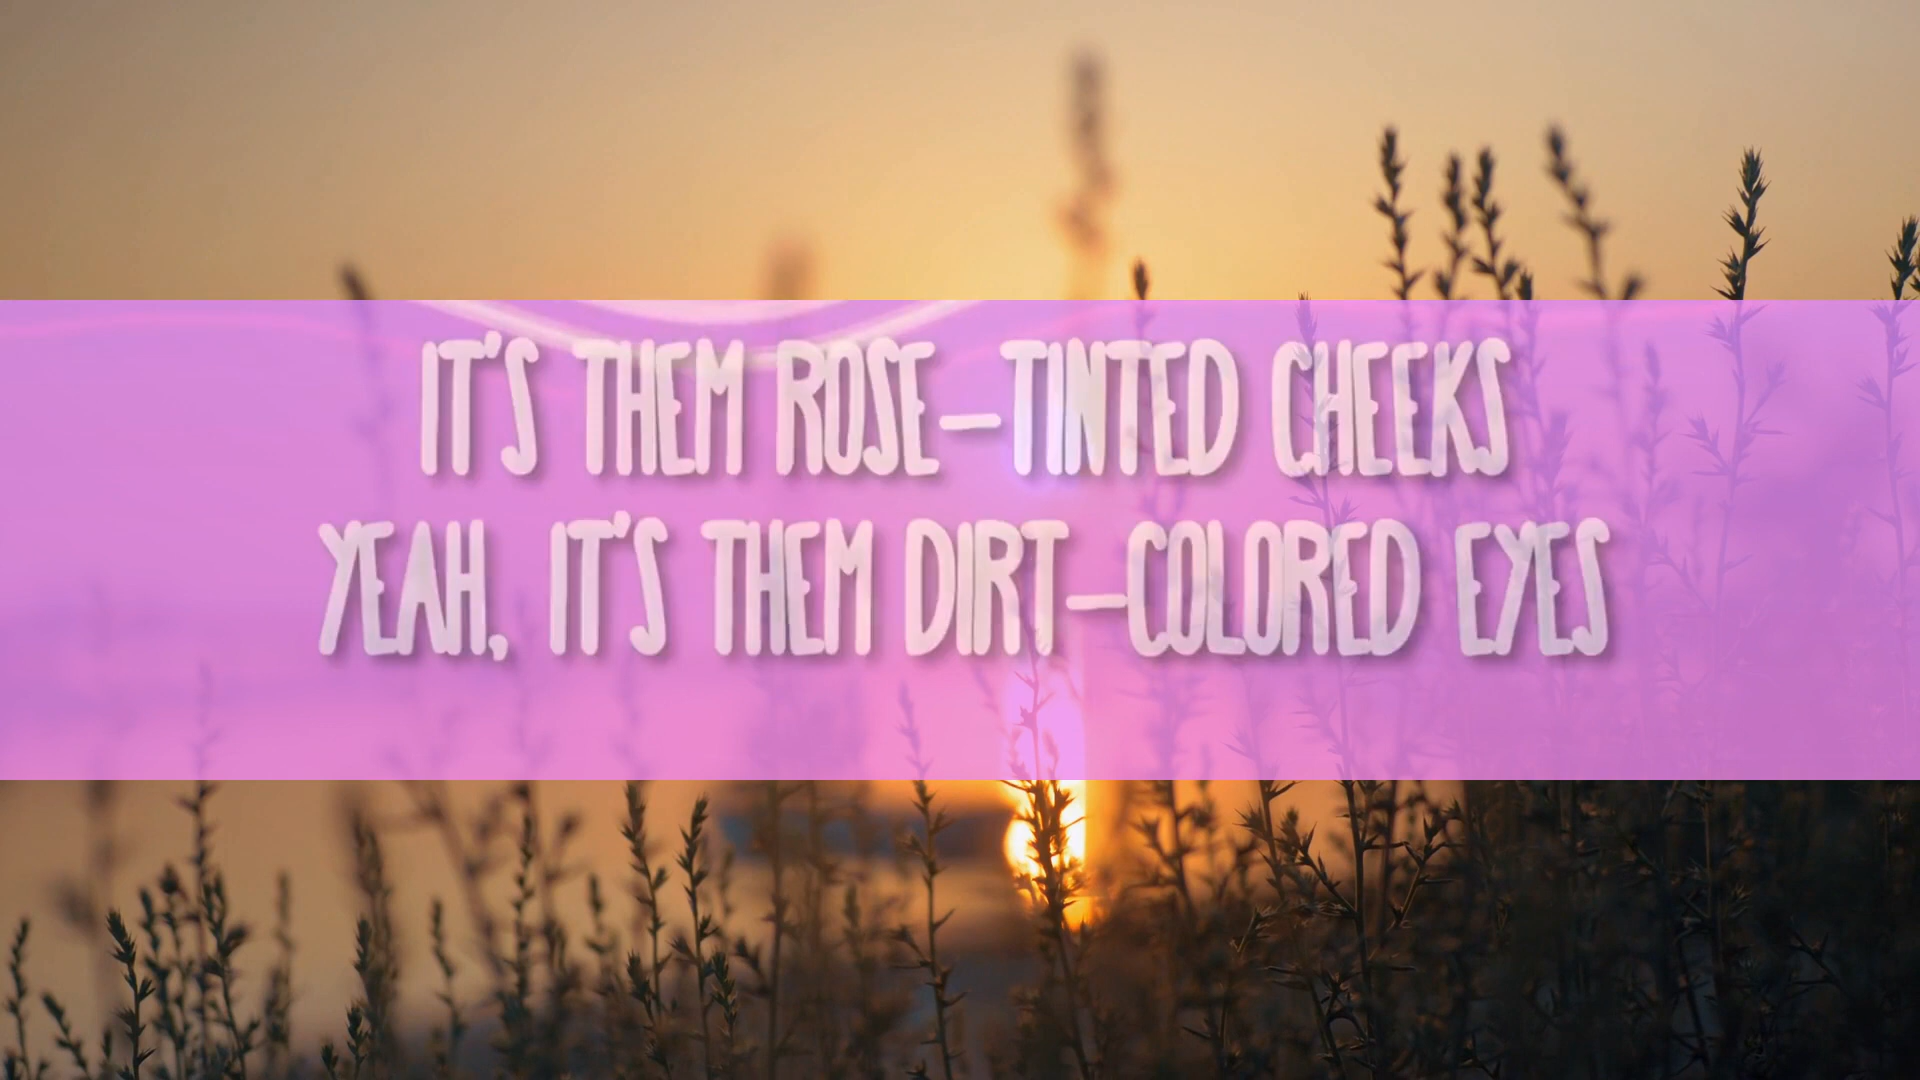 IT'S THEM ROSE-TINTED CHEEKS
YEAH, IT'S THEM DIRT-COLORED EYES